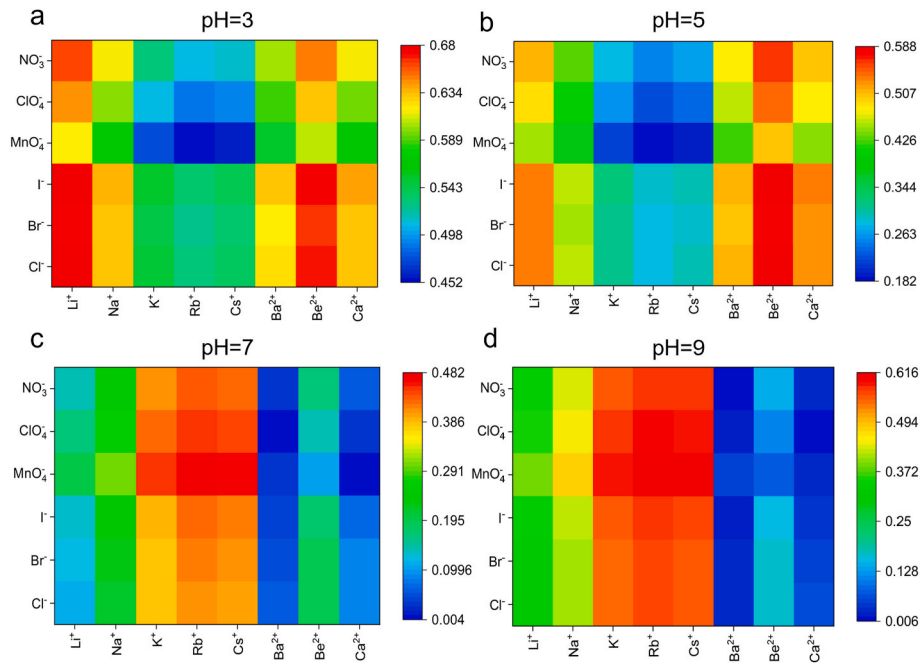 a pH=3
NO₃⁻
ClO₄⁻
MnO₄⁻
I⁻
Br⁻
Cl⁻
Li⁺ Na⁺ K⁺ Rb⁺ Cs⁺ Ba²⁺ Be²⁺ Ca²⁺
0.68
0.634
0.589
0.543
0.498
0.452
b pH=5
NO₃⁻
ClO₄⁻
MnO₄⁻
I⁻
Br⁻
Cl⁻
Li⁺ Na⁺ K⁺ Rb⁺ Cs⁺ Ba²⁺ Be²⁺ Ca²⁺
0.588
0.507
0.426
0.344
0.263
0.182
c pH=7
NO₃⁻
ClO₄⁻
MnO₄⁻
I⁻
Br⁻
Cl⁻
Li⁺ Na⁺ K⁺ Rb⁺ Cs⁺ Ba²⁺ Be²⁺ Ca²⁺
0.482
0.386
0.291
0.195
0.0996
0.004
d pH=9
NO₃⁻
ClO₄⁻
MnO₄⁻
I⁻
Br⁻
Cl⁻
Li⁺ Na⁺ K⁺ Rb⁺ Cs⁺ Ba²⁺ Be²⁺ Ca²⁺
0.616
0.494
0.372
0.25
0.128
0.006